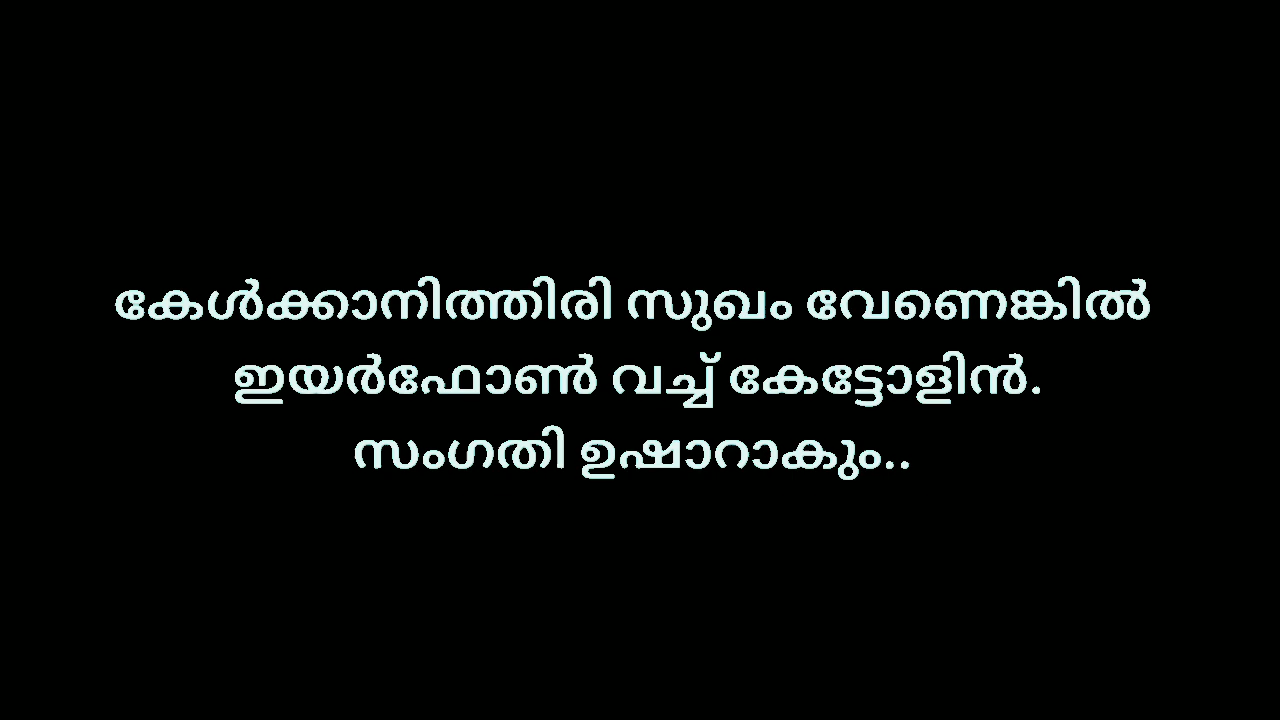 കേൾക്കാനിത്തിരി സുഖം വേണെങ്കിൽ
ഇയർഫോൺ വച്ച് കേട്ടോളിൻ.
സംഗതി ഉഷാറാകും..